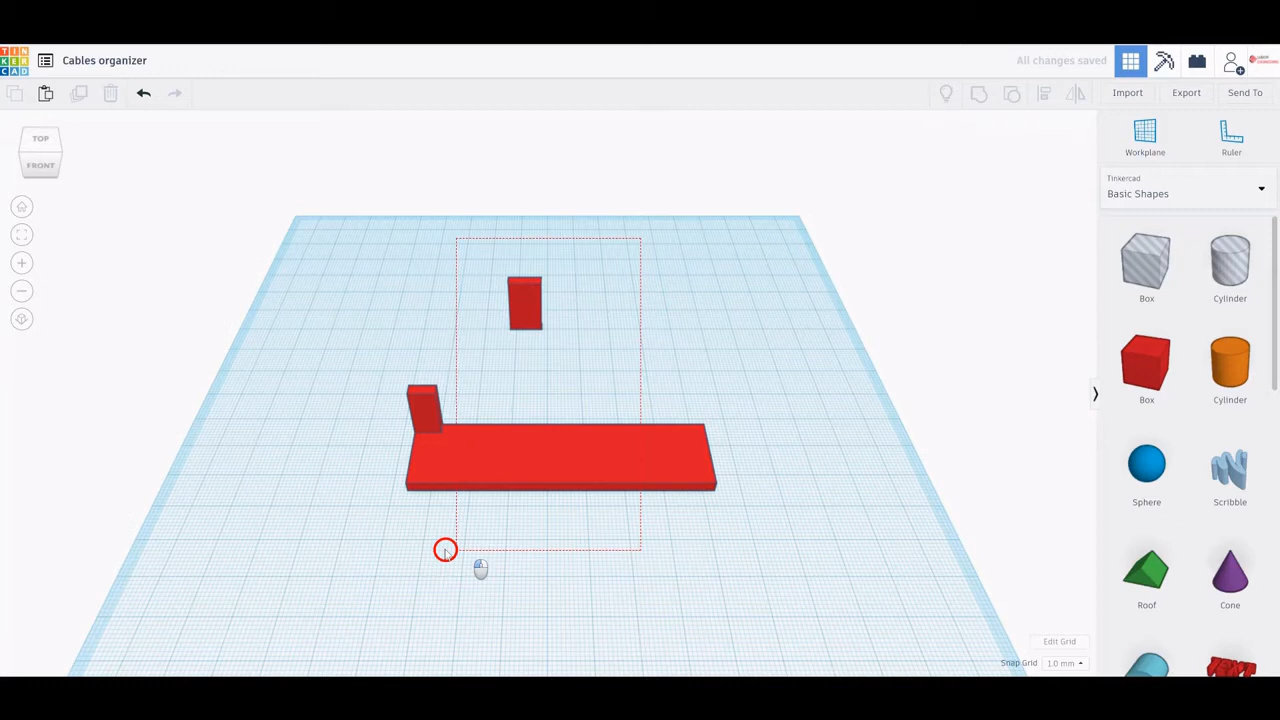 TIN
KER
CAD
Cables organizer
All changes saved
Import
Export
Send To
TOP
FRONT
Workplane
Ruler
Tinkercad
Basic Shapes
Box
Cylinder
Box
Cylinder
Sphere
Scribble
Roof
Cone
Edit Grid
Snap Grid
1.0 mm